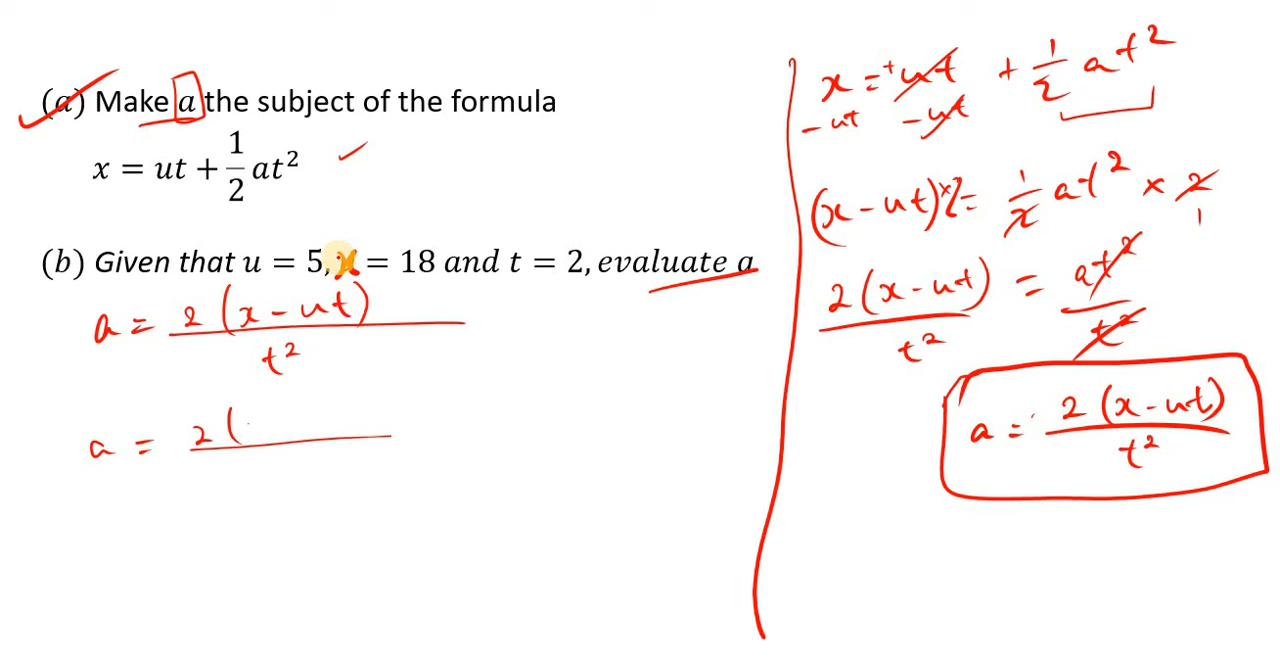 (a) Make a the subject of the formula
x = ut + 1/2 at²
(b) Given that u = 5, x = 18 and t = 2, evaluate a
a = 2 (x - ut) / t²
a = 2 (
x = + ut + 1/2 at²
- ut - ut
(x - ut) × 2 = 1/2 at² × 2
1
2 (x - ut) / t² = at² / t²
a = 2 (x - ut) / t²